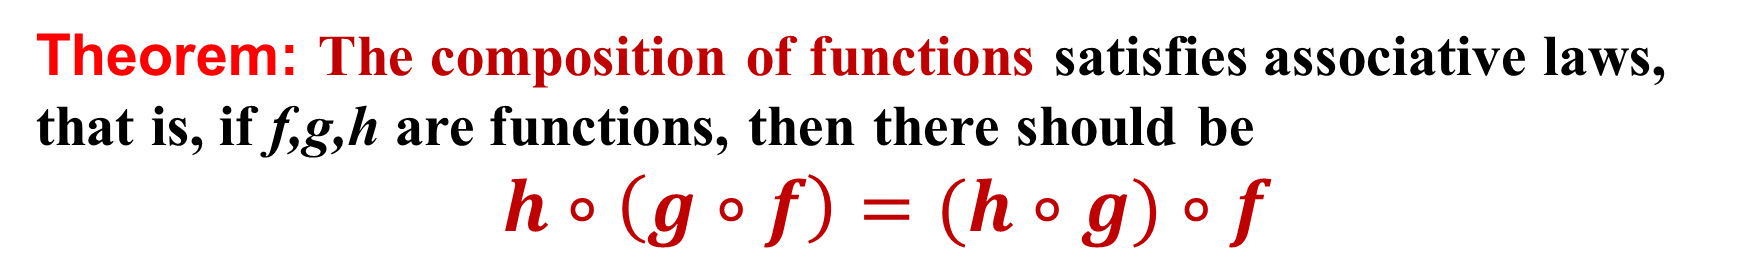 Theorem: The composition of functions satisfies associative laws,
that is, if f,g,h are functions, then there should be
h ∘ (g ∘ f) = (h ∘ g) ∘ f